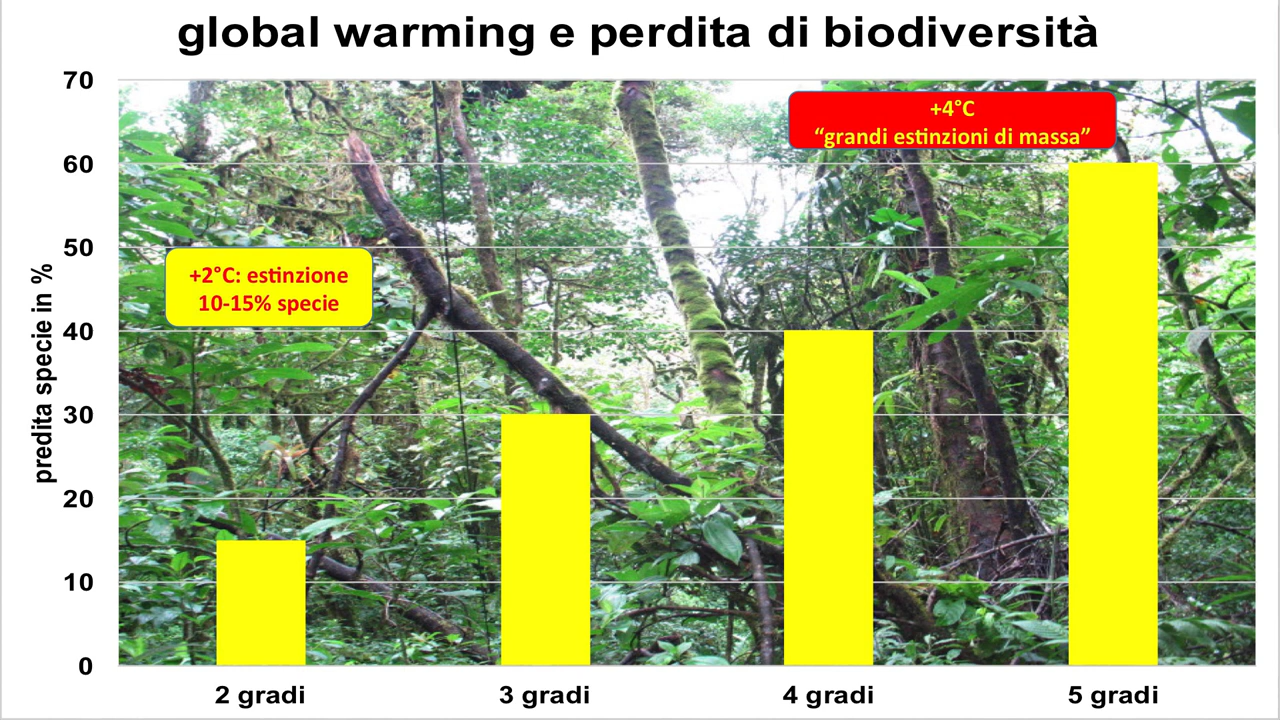 global warming e perdita di biodiversità
70
60
50
40
30
20
10
0
predita specie in %
+2°C: estinzione
10-15% specie
+4°C
“grandi estinzioni di massa”
2 gradi
3 gradi
4 gradi
5 gradi